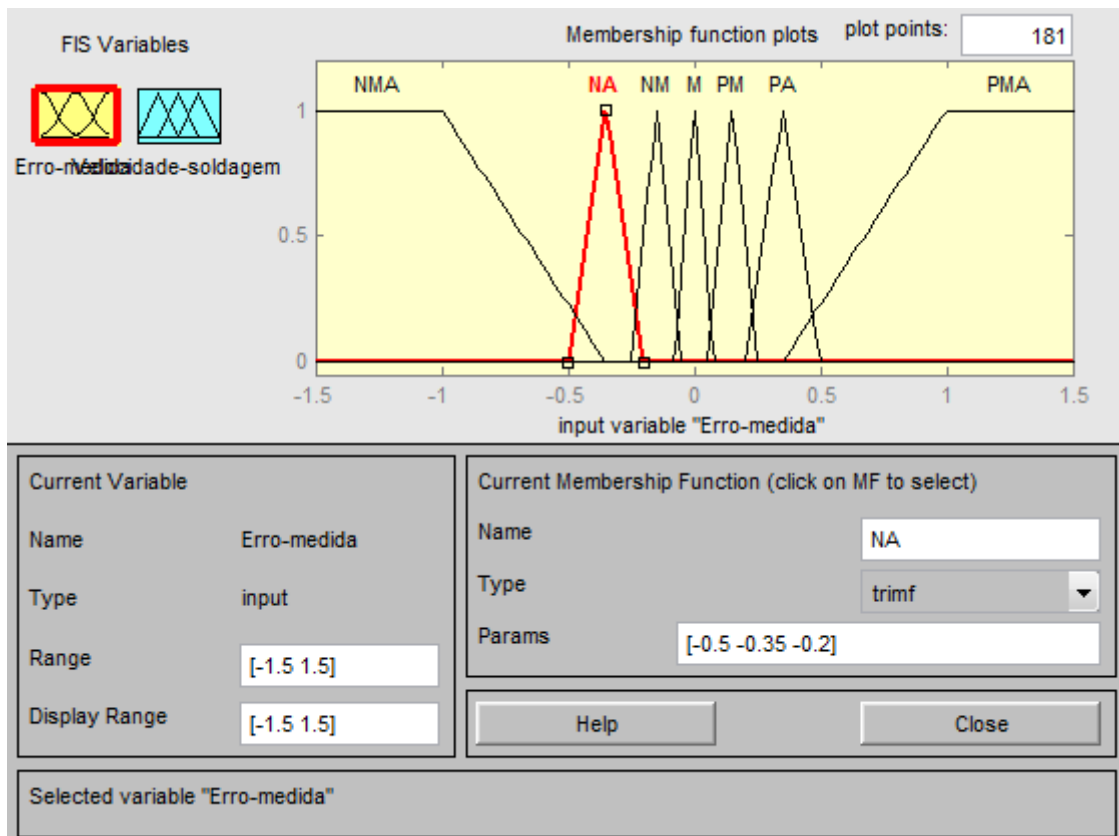 FIS Variables
Membership function plots
plot points:
181
Erro-medida
Velocidade-soldagem
NMA
NA
NM
M
PM
PA
PMA
1
0.5
0
-1.5
-1
-0.5
0
0.5
1
1.5
input variable "Erro-medida"
Current Variable
Name
Erro-medida
Type
input
Range
[-1.5 1.5]
Display Range
[-1.5 1.5]
Current Membership Function (click on MF to select)
Name
NA
Type
trimf
Params
[-0.5 -0.35 -0.2]
Help
Close
Selected variable "Erro-medida"